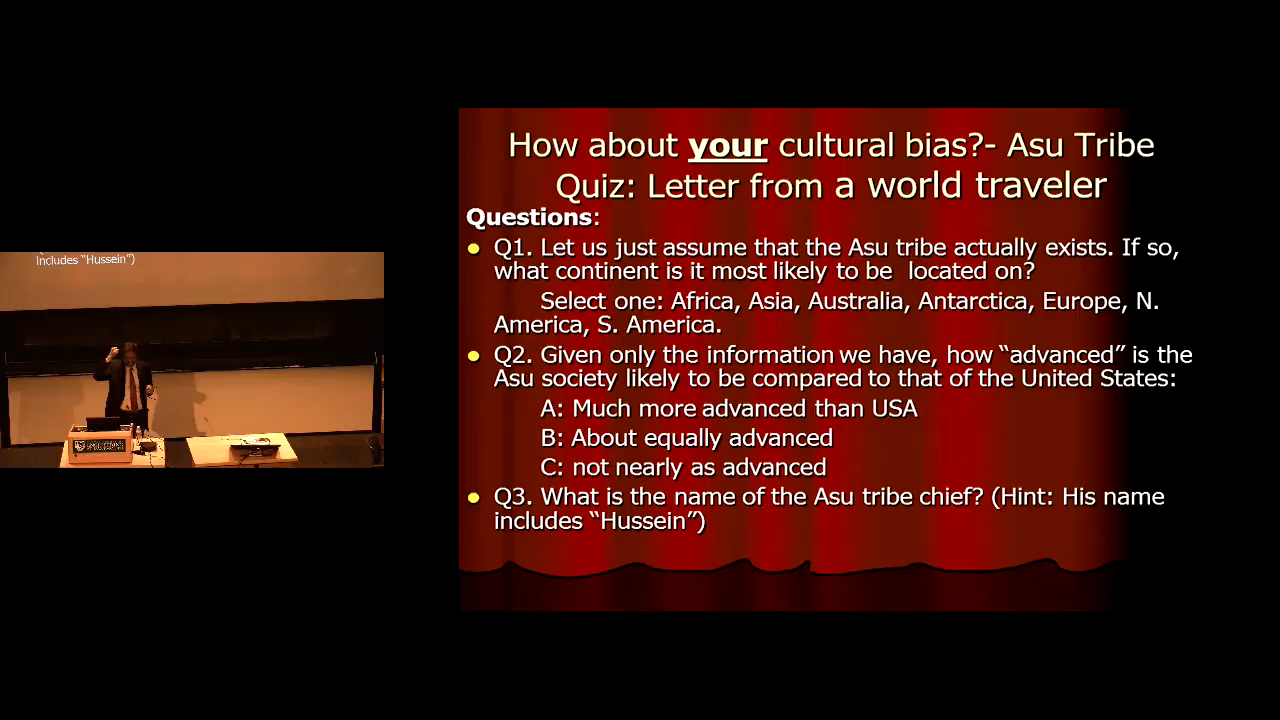 includes “Hussein”)
How about your cultural bias?- Asu Tribe
Quiz: Letter from a world traveler
Questions:
Q1. Let us just assume that the Asu tribe actually exists. If so,
what continent is it most likely to be located on?
Select one: Africa, Asia, Australia, Antarctica, Europe, N.
America, S. America.
Q2. Given only the information we have, how “advanced” is the
Asu society likely to be compared to that of the United States:
A: Much more advanced than USA
B: About equally advanced
C: not nearly as advanced
Q3. What is the name of the Asu tribe chief? (Hint: His name
includes “Hussein”)